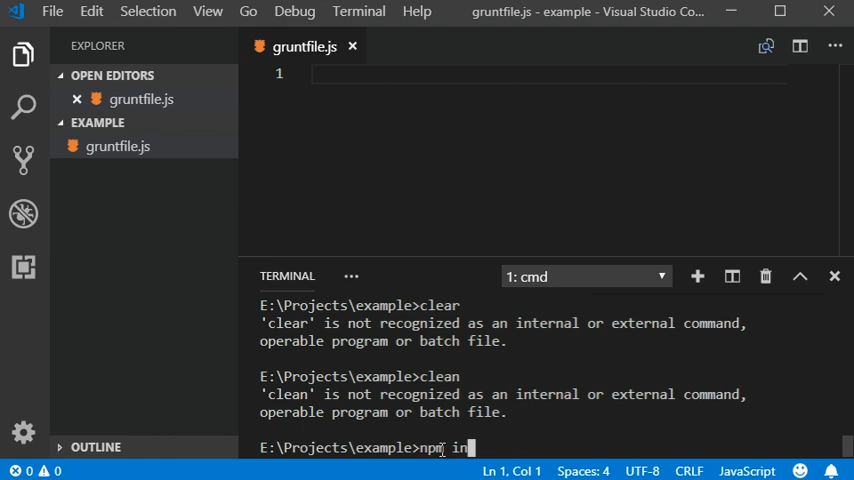 File Edit Selection View Go Debug Terminal Help gruntfile.js - example - Visual Studio Co...
EXPLORER
gruntfile.js
OPEN EDITORS
1
gruntfile.js
EXAMPLE
gruntfile.js
TERMINAL
1: cmd
E:\Projects\example>clear
'clear' is not recognized as an internal or external command,
operable program or batch file.
E:\Projects\example>clean
'clean' is not recognized as an internal or external command,
operable program or batch file.
E:\Projects\example>npm in
OUTLINE
0 0 Ln 1, Col 1 Spaces: 4 UTF-8 CRLF JavaScript